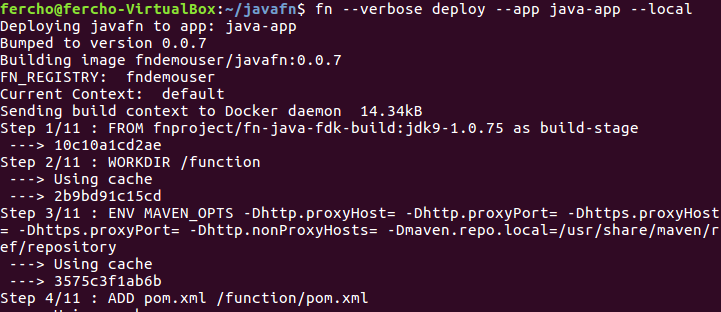 fercho@fercho-VirtualBox:~/javafn$ fn --verbose deploy --app java-app --local
Deploying javafn to app: java-app
Bumped to version 0.0.7
Building image fndemouser/javafn:0.0.7
FN_REGISTRY:  fndemouser
Current Context:  default
Sending build context to Docker daemon  14.34kB
Step 1/11 : FROM fnproject/fn-java-fdk-build:jdk9-1.0.75 as build-stage
 ---> 10c10a1cd2ae
Step 2/11 : WORKDIR /function
 ---> Using cache
 ---> 2b9bd91c15cd
Step 3/11 : ENV MAVEN_OPTS -Dhttp.proxyHost= -Dhttp.proxyPort= -Dhttps.proxyHost
= -Dhttps.proxyPort= -Dhttp.nonProxyHosts= -Dmaven.repo.local=/usr/share/maven/r
ef/repository
 ---> Using cache
 ---> 3575c3f1ab6b
Step 4/11 : ADD pom.xml /function/pom.xml